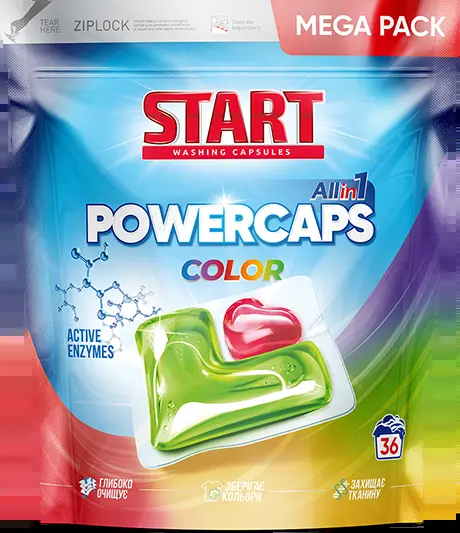 TEAR
HERE
ZIPLOCK
MEGA PACK
START
WASHING CAPSULES
All in 1
POWERCAPS
COLOR
ACTIVE
ENZYMES
36
ГЛИБОКО
ОЧИЩУЄ
ЗБЕРІГАЄ
КОЛЬОРИ
ЗАХИЩАЄ
ТКАНИНУ